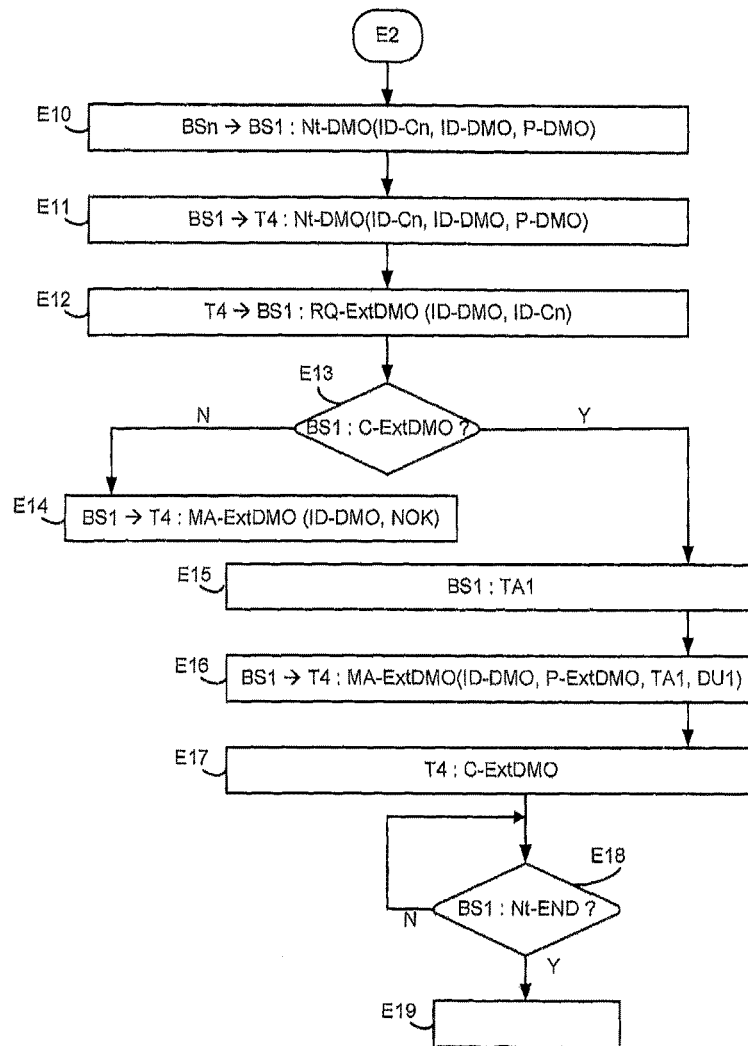 E2
E10
BSn → BS1 : Nt-DMO(ID-Cn, ID-DMO, P-DMO)
E11
BS1 → T4 : Nt-DMO(ID-Cn, ID-DMO, P-DMO)
E12
T4 → BS1 : RQ-ExtDMO (ID-DMO, ID-Cn)
E13
N
BS1 : C-ExtDMO ?
Y
E14
BS1 → T4 : MA-ExtDMO (ID-DMO, NOK)
E15
BS1 : TA1
E16
BS1 → T4 : MA-ExtDMO(ID-DMO, P-ExtDMO, TA1, DU1)
E17
T4 : C-ExtDMO
E18
BS1 : Nt-END ?
N
Y
E19